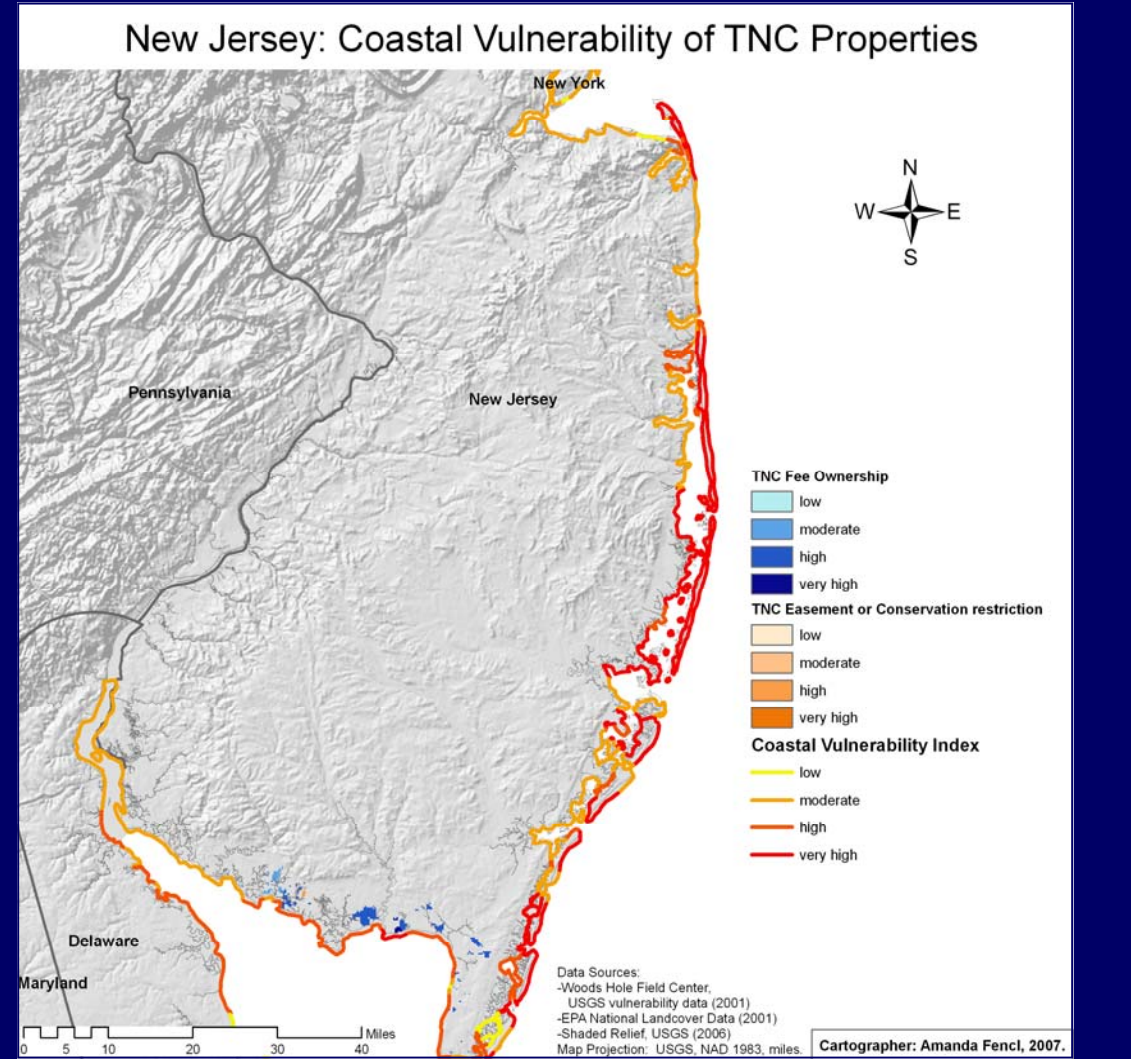 New Jersey: Coastal Vulnerability of TNC Properties
New York
N
W E
S
Pennsylvania
New Jersey
TNC Fee Ownership
low
moderate
high
very high
TNC Easement or Conservation restriction
low
moderate
high
very high
Coastal Vulnerability Index
low
moderate
high
very high
Delaware
Maryland
Data Sources:
-Woods Hole Field Center,
USGS vulnerability data (2001)
-EPA National Landcover Data (2001)
-Shaded Relief, USGS (2006)
Map Projection: USGS, NAD 1983, miles.
Miles
0 5 10 20 30 40
Cartographer: Amanda Fencl, 2007.